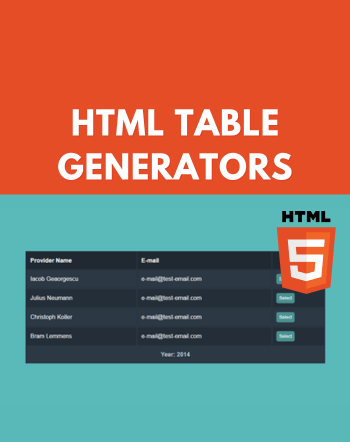 HTML TABLE
GENERATORS
HTML
5
Provider Name E-mail
Iacob Geaorgescu e-mail@test-email.com
Julius Neumann e-mail@test-email.com Select
Christoph Koller e-mail@test-email.com Select
Bram Lemmens e-mail@test-email.com Select
Year: 2014